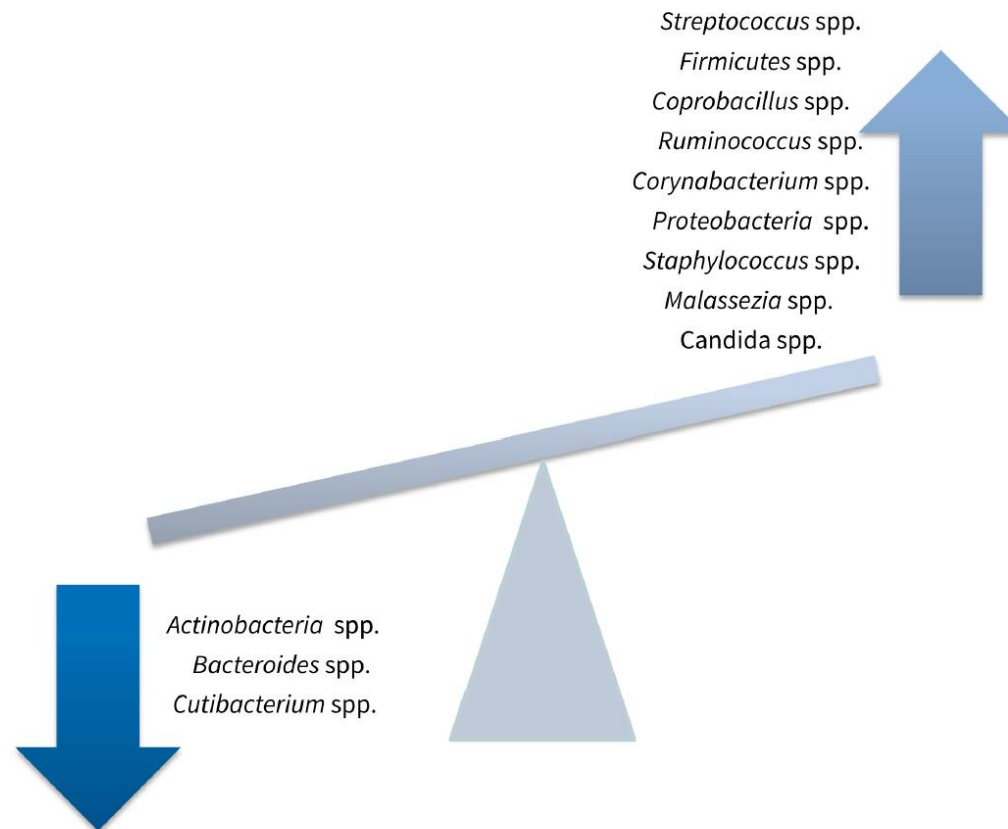 Streptococcus spp.
Firmicutes spp.
Coprobacillus spp.
Ruminococcus spp.
Corynabacterium spp.
Proteobacteria spp.
Staphylococcus spp.
Malassezia spp.
Candida spp.
Actinobacteria spp.
Bacteroides spp.
Cutibacterium spp.